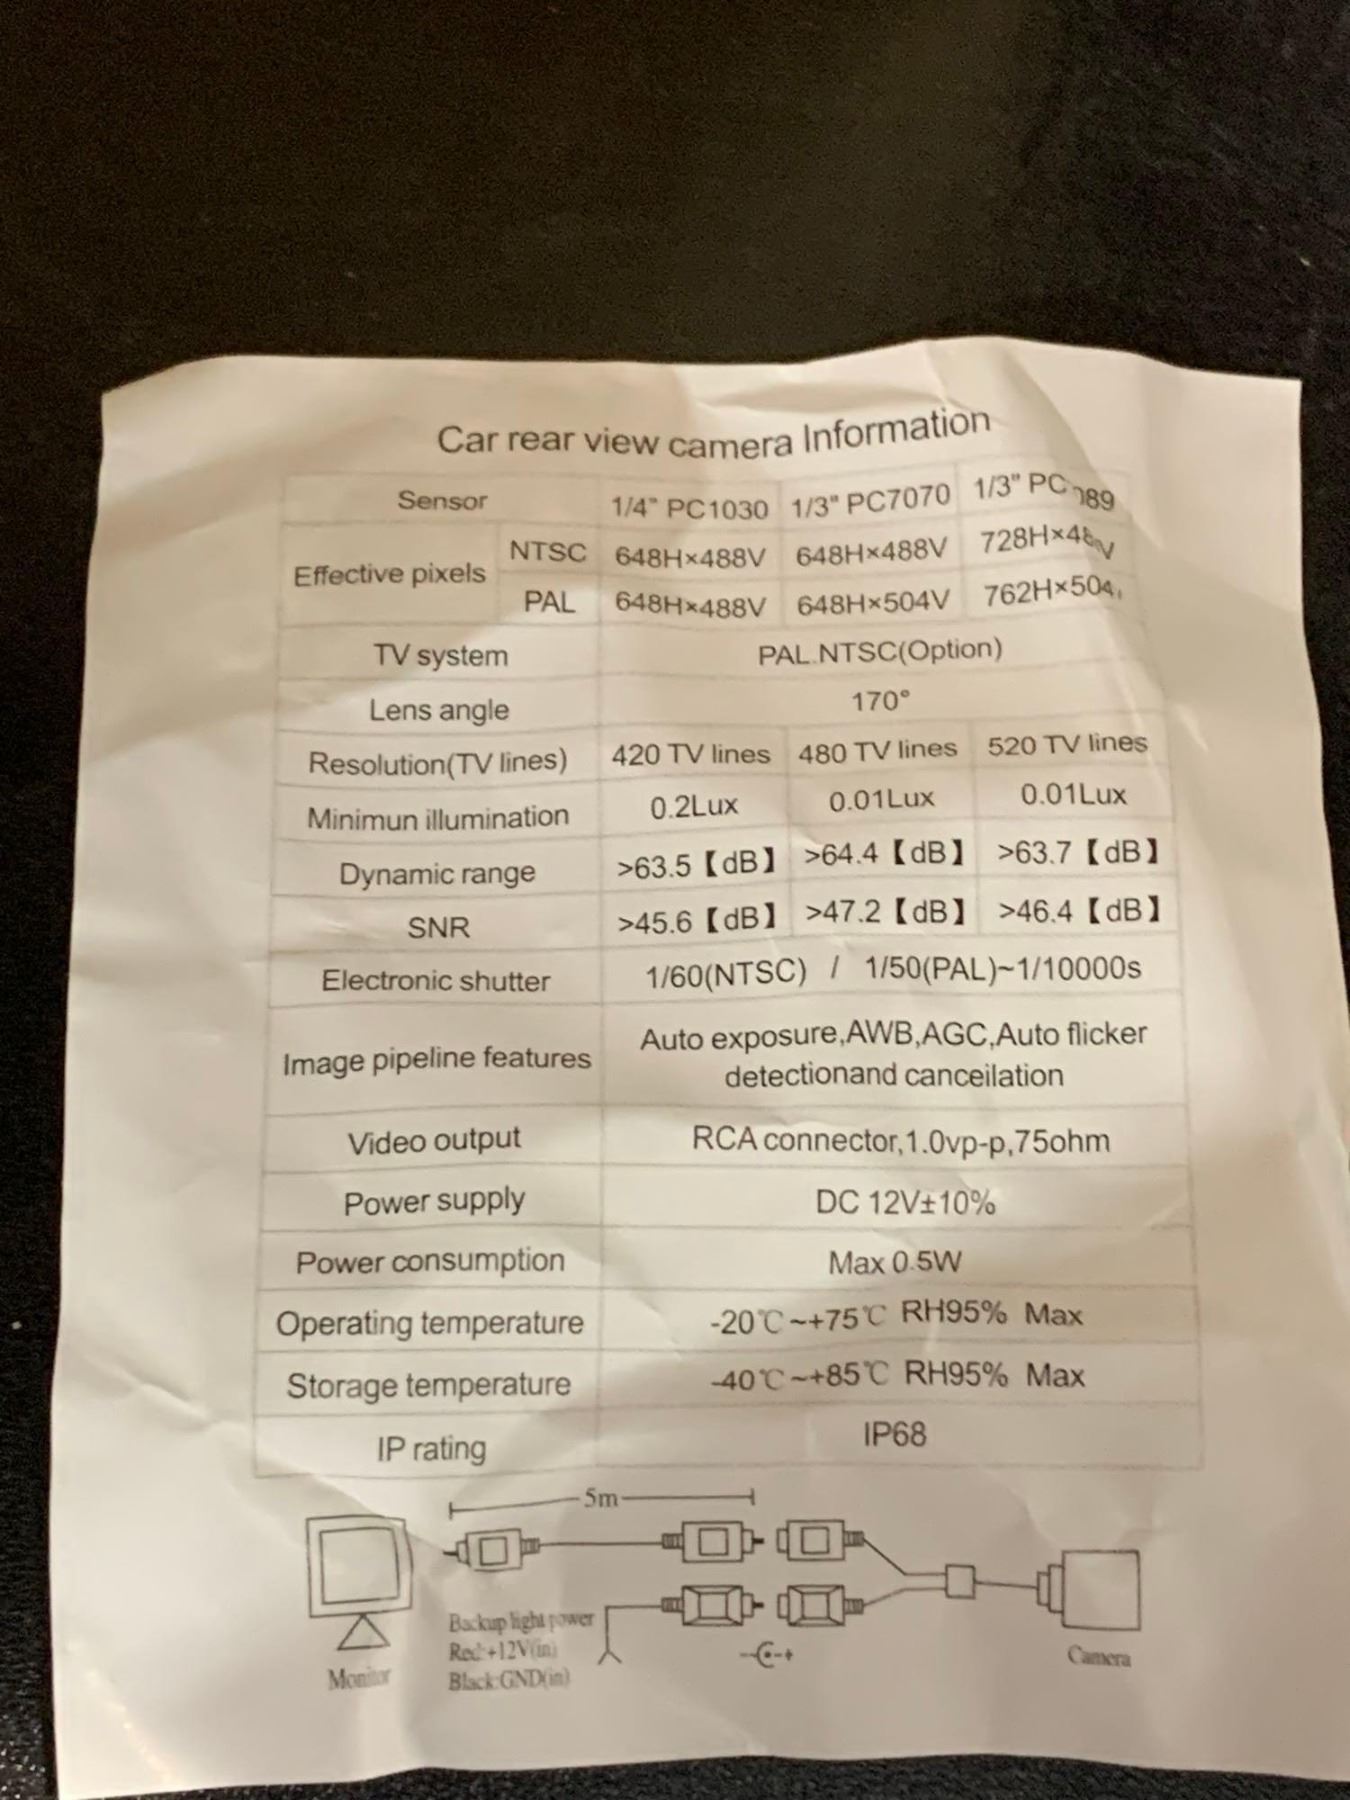 Car rear view camera Information
Sensor 1/4" PC1030 1/3" PC7070 1/3"
Effective pixels NTSC 648H×488V 648H×488V
PAL 648H×488V 648H×504V 762H×504
TV system PAL.NTSC(Option)
Lens angle 170°
Resolution(TV lines) 420 TV lines 480 TV lines 520 TV lines
Minimun illumination 0.2Lux 0.01Lux 0.01Lux
Dynamic range >63.5【dB】 >64.4【dB】 >63.7【dB】
SNR >45.6【dB】 >47.2【dB】 >46.4【dB】
Electronic shutter 1/60(NTSC) / 1/50(PAL)~1/10000s
Image pipeline features Auto exposure,AWB,AGC,Auto flicker
detectionand canceilation
Video output RCA connector,1.0vp-p,75ohm
Power supply DC 12V±10%
Power consumption Max 0.5W
Operating temperature -20℃~+75℃ RH95% Max
Storage temperature -40℃~+85℃ RH95% Max
IP rating IP68
5m
Backup light power
Red:+12V(in)
Black:GND(in)
Monitor
Camera